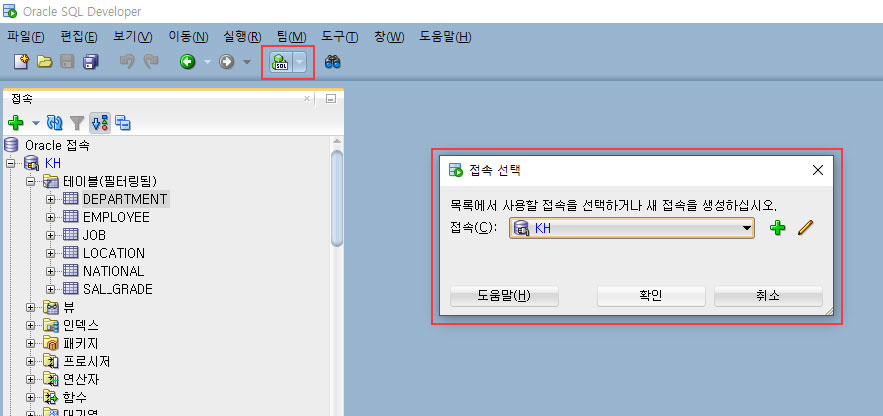 Oracle SQL Developer
파일(F) 편집(E) 보기(V) 이동(N) 실행(R) 팀(M) 도구(T) 창(W) 도움말(H)
SQL
접속
Oracle 접속
KH
테이블(필터링됨)
DEPARTMENT
EMPLOYEE
JOB
LOCATION
NATIONAL
SAL_GRADE
뷰
인덱스
패키지
프로시저
연산자
함수
대기열
접속 선택
목록에서 사용할 접속을 선택하거나 새 접속을 생성하십시오.
접속(C): KH
도움말(H) 확인 취소